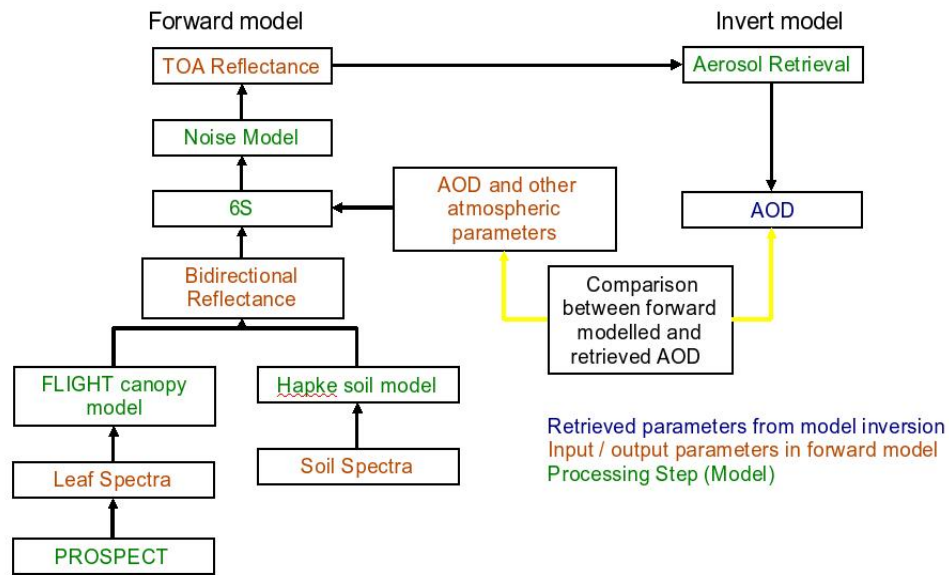 Forward model
Invert model
TOA Reflectance
Aerosol Retrieval
Noise Model
6S
AOD and other
atmospheric
parameters
AOD
Bidirectional
Reflectance
Comparison
between forward
modelled and
retrieved AOD
FLIGHT canopy
model
Hapke soil model
Leaf Spectra
Soil Spectra
PROSPECT
Retrieved parameters from model inversion
Input / output parameters in forward model
Processing Step (Model)